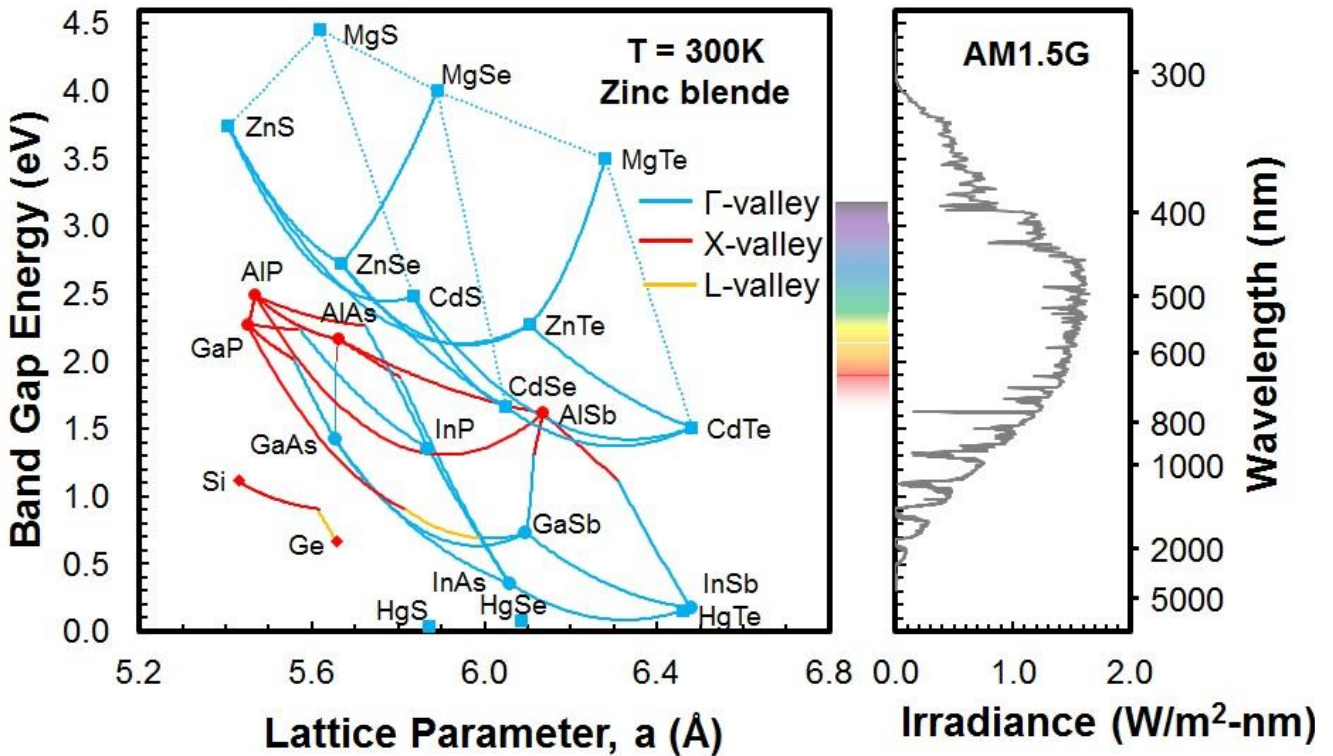 4.5
4.0
3.5
3.0
2.5
2.0
1.5
1.0
0.5
0.0
Band Gap Energy (eV)
5.2
5.6
6.0
6.4
6.8
Lattice Parameter, a (Å)
T = 300K
Zinc blende
MgS
MgSe
ZnS
MgTe
Γ-valley
X-valley
L-valley
ZnSe
AlP
CdS
AlAs
ZnTe
GaP
CdSe
AlSb
InP
CdTe
GaAs
Si
GaSb
Ge
InAs
InSb
HgS
HgSe
HgTe
AM1.5G
300
400
500
600
800
1000
2000
5000
Wavelength (nm)
0.0
1.0
2.0
Irradiance (W/m²-nm)